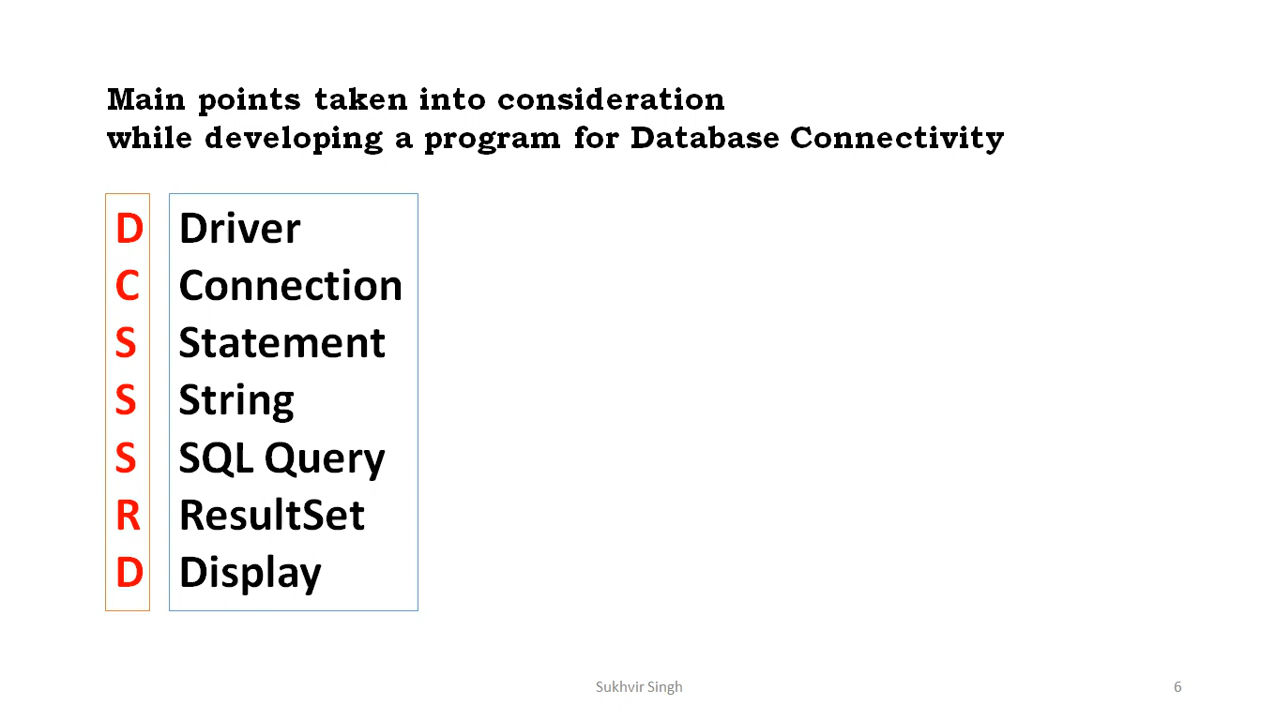 Main points taken into consideration
while developing a program for Database Connectivity
D Driver
C Connection
S Statement
S String
S SQL Query
R ResultSet
D Display
Sukhvir Singh
6